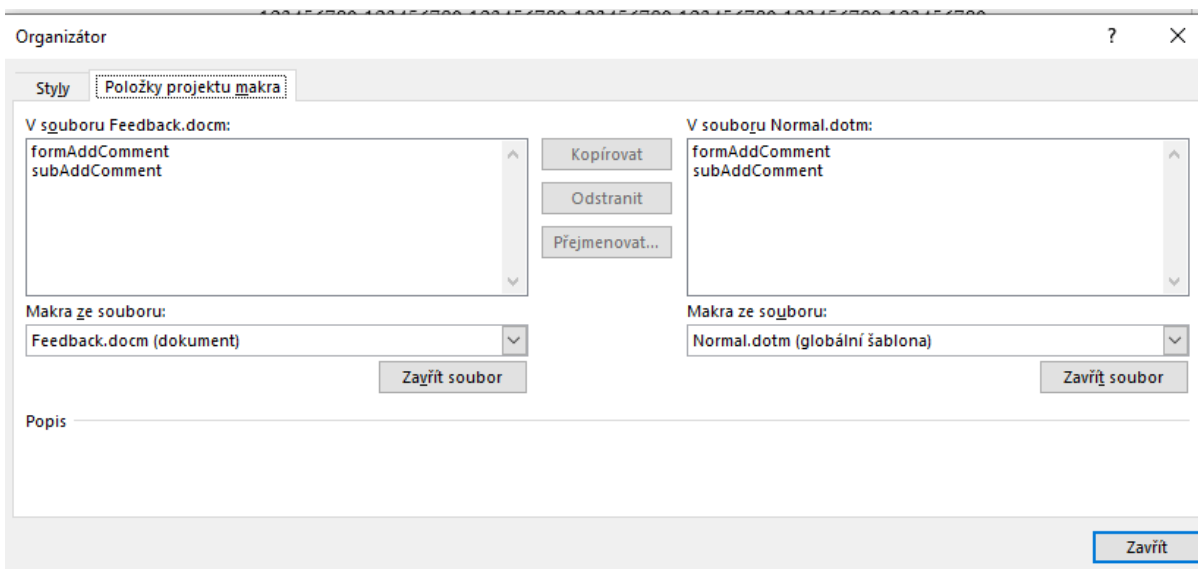 Organizátor
?
Styly
Položky projektu makra
V souboru Feedback.docm:
formAddComment
subAddComment
Kopírovat
Odstranit
Přejmenovat...
V souboru Normal.dotm:
formAddComment
subAddComment
Makra ze souboru:
Feedback.docm (dokument)
Zavřít soubor
Makra ze souboru:
Normal.dotm (globální šablona)
Zavřít soubor
Popis
Zavřít